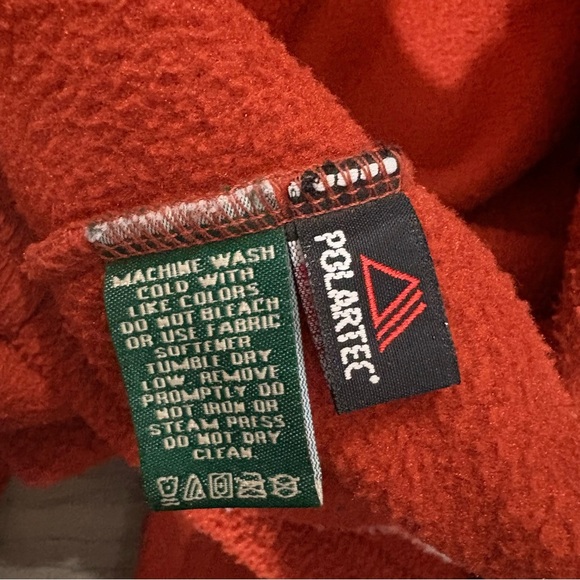 MACHINE WASH
COLD WITH
LIKE COLORS
DO NOT BLEACH
OR USE FABRIC
SOFTENER
TUMBLE DRY
LOW, REMOVE
PROMPTLY DO
NOT IRON OR
STEAM PRESS.
DO NOT DRY
CLEAN.
POLARTEC®